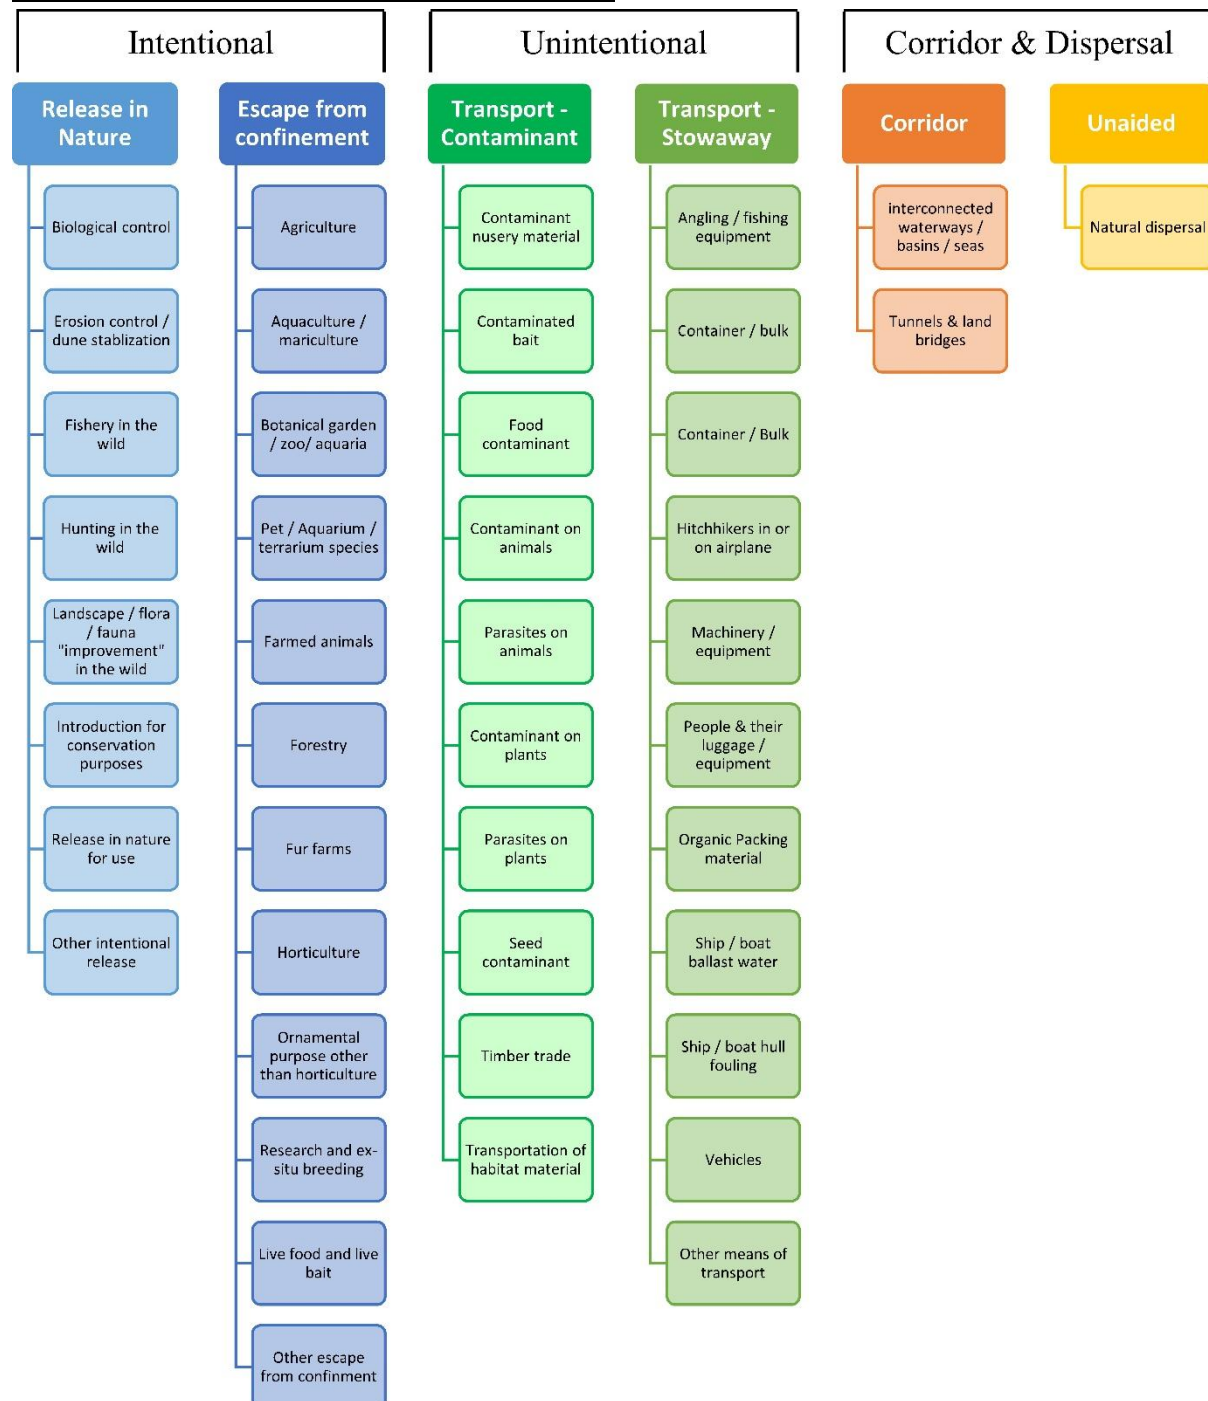 Intentional
Unintentional
Corridor & Dispersal
Release in
Nature
Biological control
Erosion control /
dune stablization
Fishery in the
wild
Hunting in the
wild
Landscape / flora
/ fauna
"improvement"
in the wild
Introduction for
conservation
purposes
Release in nature
for use
Other intentional
release
Escape from
confinement
Agriculture
Aquaculture /
mariculture
Botanical garden
/ zoo/ aquaria
Pet / Aquarium /
terrarium species
Farmed animals
Forestry
Fur farms
Horticulture
Ornamental
purpose other
than horticulture
Research and ex-
situ breeding
Live food and live
bait
Other escape
from confinment
Transport -
Contaminant
Contaminant
nusery material
Contaminated
bait
Food
contaminant
Contaminant on
animals
Parasites on
animals
Contaminant on
plants
Parasites on
plants
Seed
contaminant
Timber trade
Transportation of
habitat material
Transport -
Stowaway
Angling / fishing
equipment
Container / bulk
Container / Bulk
Hitchhikers in or
on airplane
Machinery /
equipment
People & their
luggage /
equipment
Organic Packing
material
Ship / boat
ballast water
Ship / boat hull
fouling
Vehicles
Other means of
transport
Corridor
interconnected
waterways /
basins / seas
Tunnels & land
bridges
Unaided
Natural dispersal